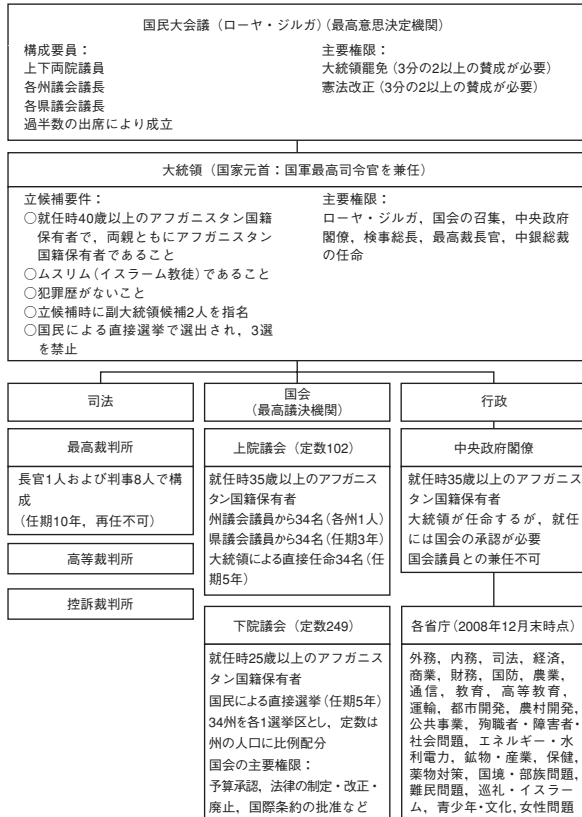 国民大会議（ローヤ・ジルガ）（最高意思決定機関）
構成要員：
上下両院議員
各州議会議長
各県議会議長
過半数の出席により成立
主要権限：
大統領罷免（3分の2以上の賛成が必要）
憲法改正（3分の2以上の賛成が必要）
大統領（国家元首：国軍最高司令官を兼任）
立候補要件：
○就任時40歳以上のアフガニスタン国籍
保有者で，両親ともにアフガニスタン
国籍保有者であること
○ムスリム（イスラーム教徒）であること
○犯罪歴がないこと
○立候補時に副大統領候補2人を指名
○国民による直接選挙で選出され，3選
を禁止
主要権限：
ローヤ・ジルガ，国会の召集，中央政府
閣僚，検事総長，最高裁長官，中銀総裁
の任命
司法
最高裁判所
長官1人および判事8人で構
成
（任期10年，再任不可）
高等裁判所
控訴裁判所
国会
（最高議決機関）
上院議会（定数102）
就任時35歳以上のアフガニス
タン国籍保有者
州議会議員から34名（各州1人）
県議会議員から34名（任期3年）
大統領による直接任命34名（任
期5年）
下院議会（定数249）
就任時25歳以上のアフガニス
タン国籍保有者
国民による直接選挙（任期5年）
34州を各1選挙区とし，定数は
州の人口に比例配分
国会の主要権限：
予算承認，法律の制定・改正・
廃止，国際条約の批准など
行政
中央政府閣僚
就任時35歳以上のアフガニス
タン国籍保有者
大統領が任命するが，就任
には国会の承認が必要
国会議員との兼任不可
各省庁（2008年12月末時点）
外務，内務，司法，経済，
商業，財務，国防，農業，
通信，教育，高等教育，
運輸，都市開発，農村開発，
公共事業，殉職者・障害者・
社会問題，エネルギー・水
利電力，鉱物・産業，保健，
薬物対策，国境・部族問題，
難民問題，巡礼・イスラー
ム，青少年・文化，女性問題